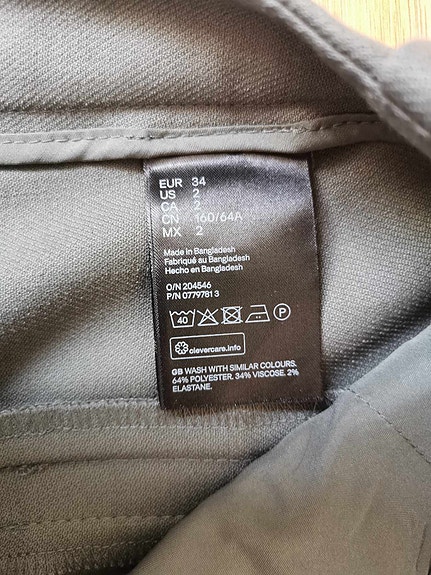 EUR 34
US 2
CA 2
CN 160/64A
MX 2
Made in Bangladesh
Fabriqué au Bangladesh
Hecho en Bangladesh
O/N 204546
P/N 0779781 3
40 P
clevercare.info
GB WASH WITH SIMILAR COLOURS.
64% POLYESTER. 34% VISCOSE. 2%
ELASTANE.